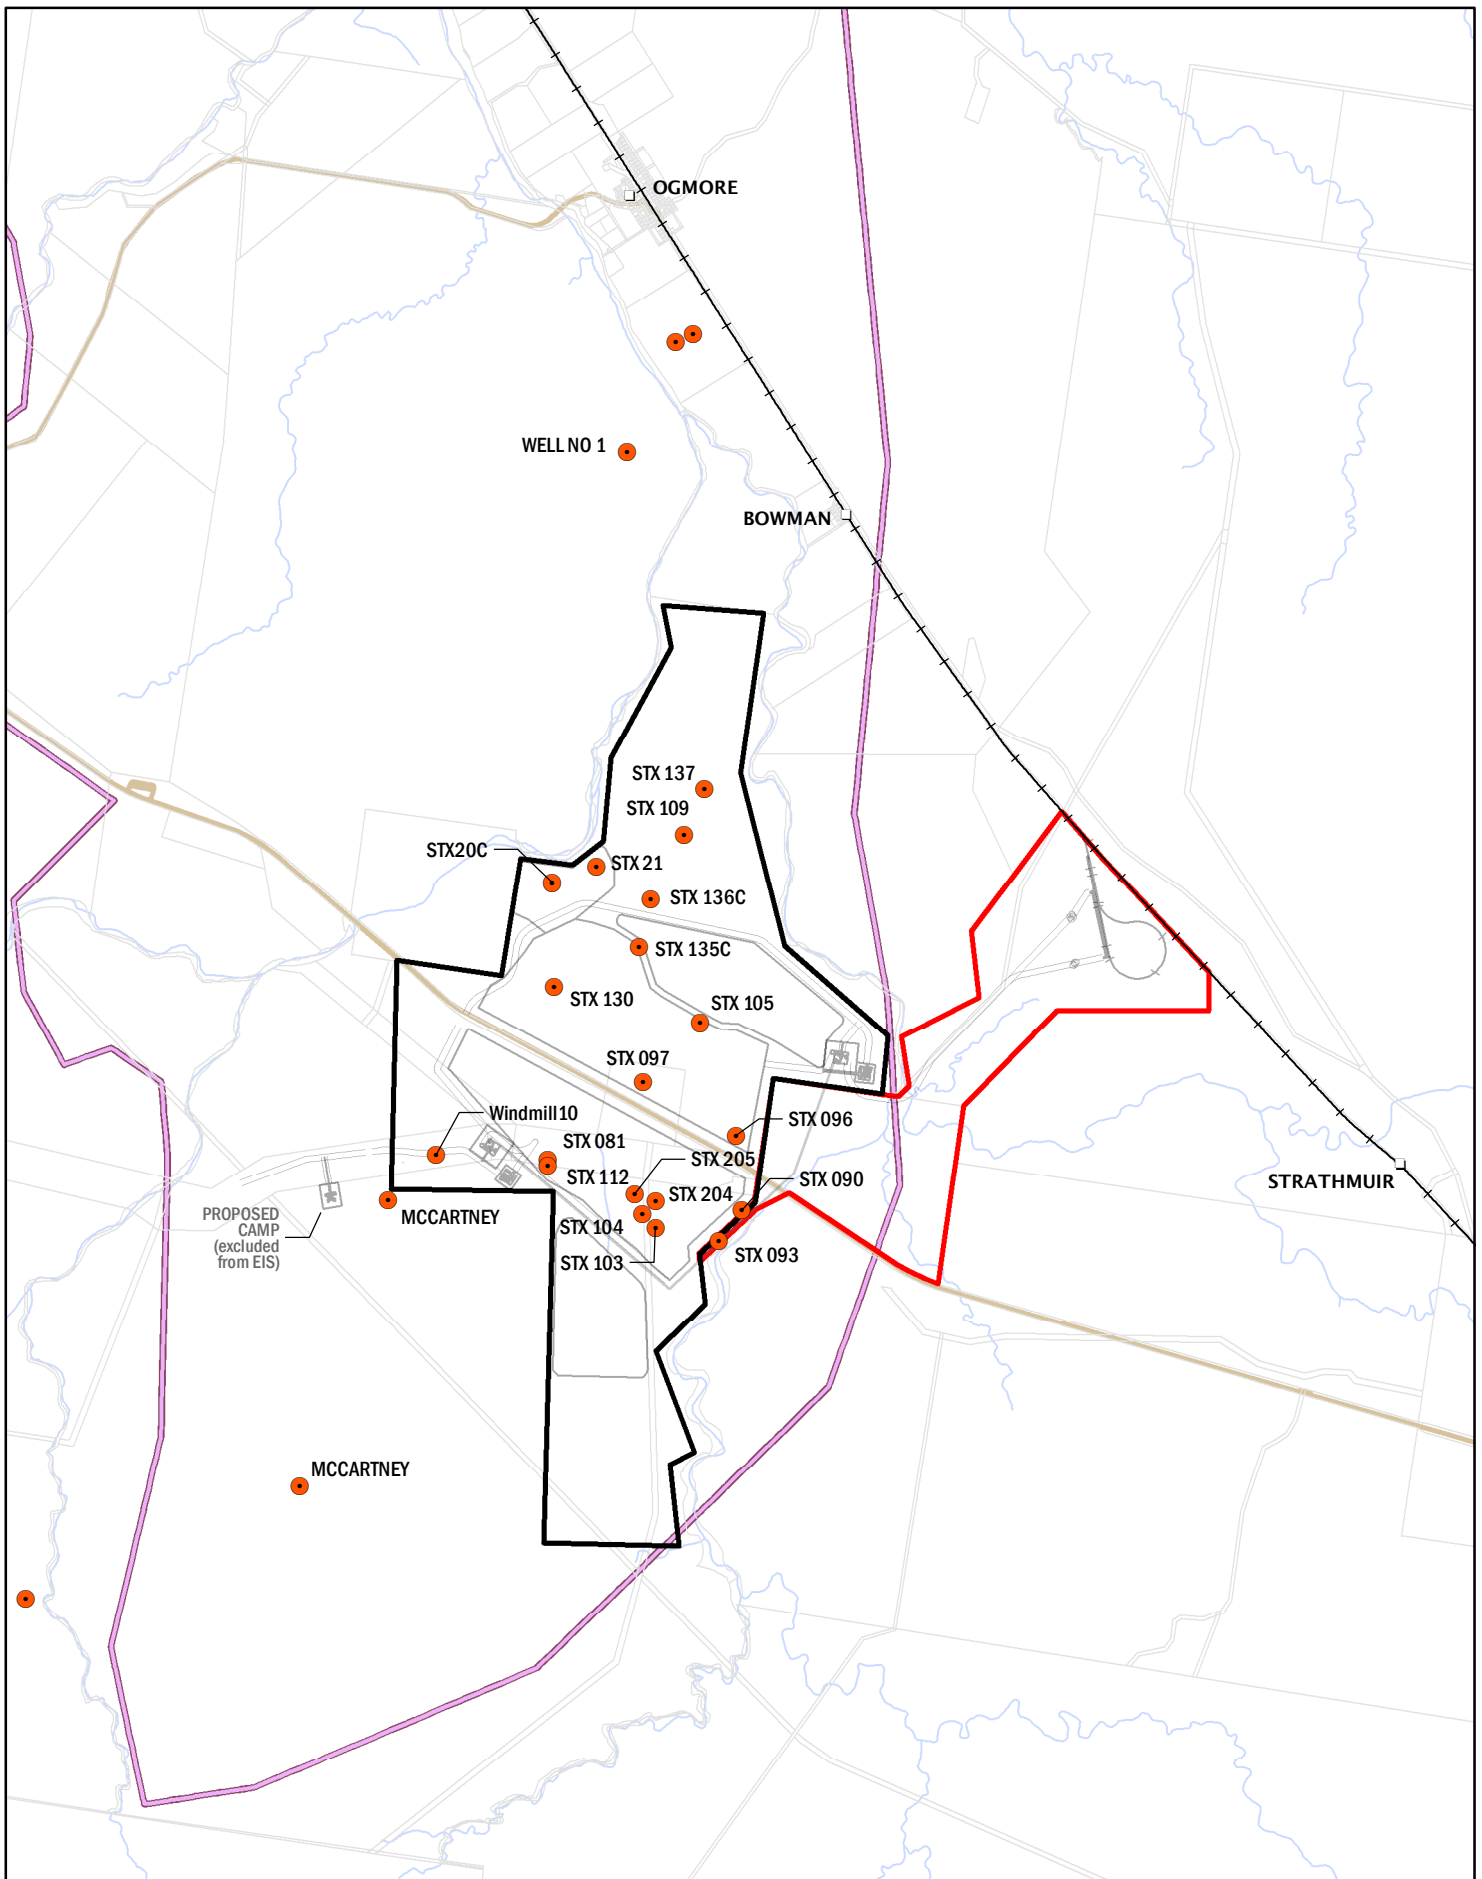 OGMORE
WELL NO 1
BOWMAN
STX 137
STX 109
STX20C
STX 21
STX 136C
STX 135C
STX 130
STX 105
STX 097
Windmill 10
STX 096
STX 081
STX 205
STX 112
STX 090
STX 204
STRATHMUIR
PROPOSED
CAMP
(excluded
from EIS)
MCCARTNEY
STX 104
STX 103
STX 093
MCCARTNEY